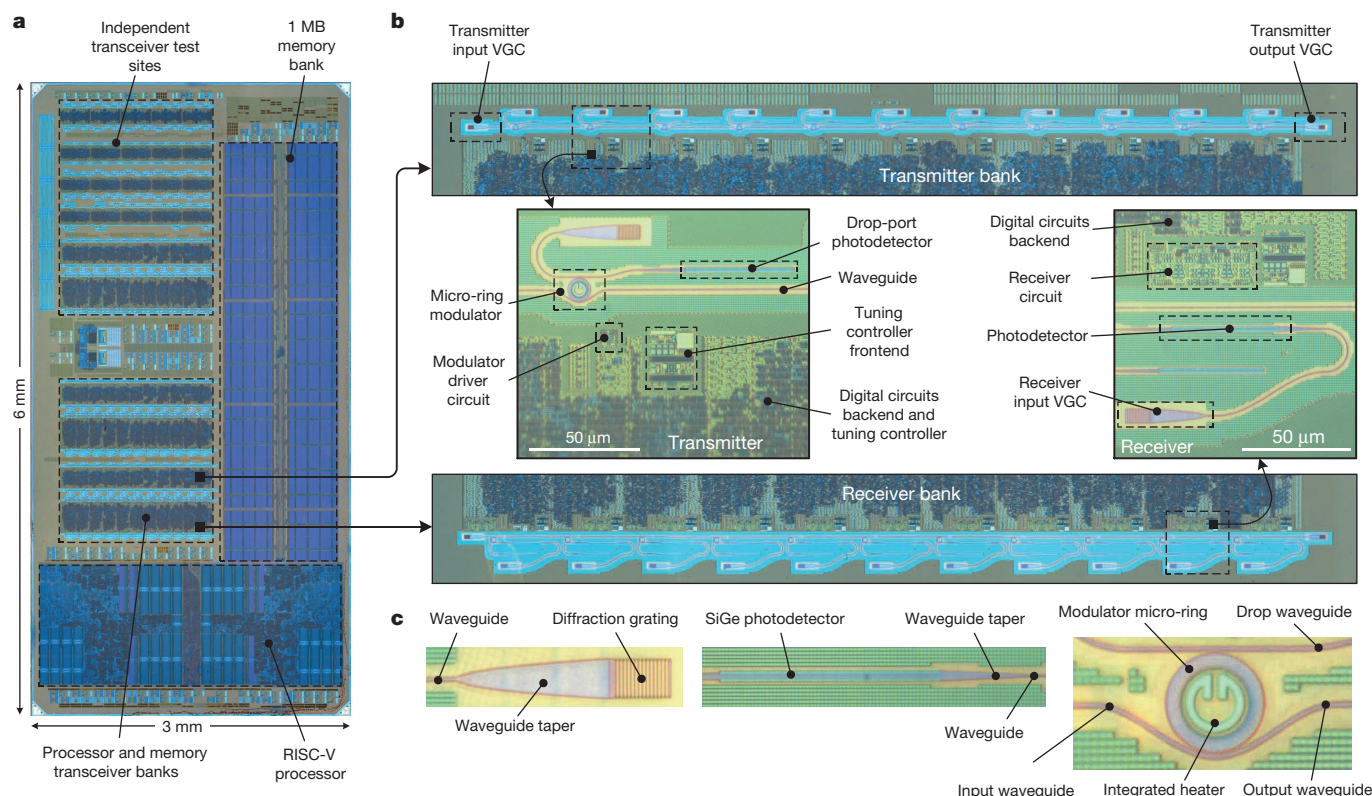 a
Independent
transceiver test
sites
1 MB
memory
bank
6 mm
3 mm
Processor and memory
transceiver banks
RISC-V
processor
b
Transmitter
input VGC
Transmitter
output VGC
Transmitter bank
Drop-port
photodetector
Waveguide
Micro-ring
modulator
Tuning
controller
frontend
Modulator
driver
circuit
Digital circuits
backend and
tuning controller
50 μm
Transmitter
Digital circuits
backend
Receiver
circuit
Photodetector
Receiver
input VGC
Receiver
50 μm
Receiver bank
c
Waveguide
Diffraction grating
Waveguide taper
SiGe photodetector
Waveguide taper
Waveguide
Modulator micro-ring
Drop waveguide
Input waveguide
Integrated heater
Output waveguide